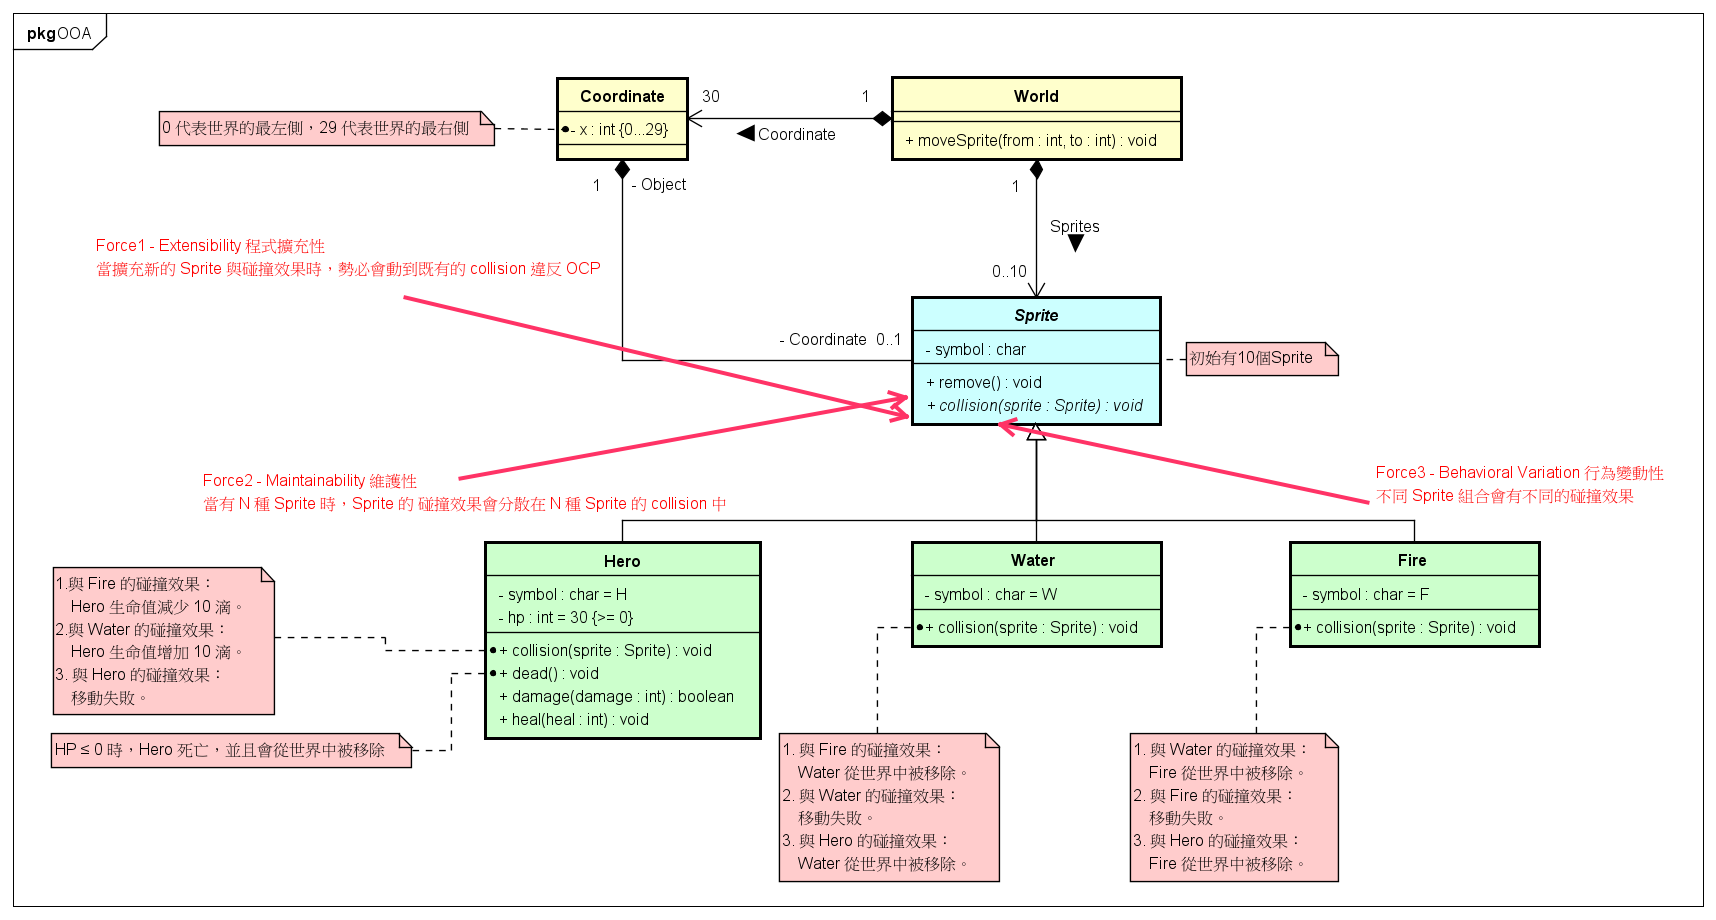 pkg OOA
Coordinate
- x : int {0...29}
0 代表世界的最左側，29 代表世界的最右側
30
1
Coordinate
World
+ moveSprite(from : int, to : int) : void
1
- Object
1
Sprites
0..10
Force1 - Extensibility 程式擴充性
當擴充新的 Sprite 與碰撞效果時，勢必會動到既有的 collision 違反 OCP
- Coordinate 0..1
Sprite
- symbol : char
+ remove() : void
+ collision(sprite : Sprite) : void
初始有10個Sprite
Force2 - Maintainability 維護性
當有 N 種 Sprite 時，Sprite 的 碰撞效果會分散在 N 種 Sprite 的 collision 中
Force3 - Behavioral Variation 行為變動性
不同 Sprite 組合會有不同的碰撞效果
Hero
- symbol : char = H
- hp : int = 30 {>= 0}
+ collision(sprite : Sprite) : void
+ dead() : void
+ damage(damage : int) : boolean
+ heal(heal : int) : void
Water
- symbol : char = W
+ collision(sprite : Sprite) : void
Fire
- symbol : char = F
+ collision(sprite : Sprite) : void
1.與 Fire 的碰撞效果：
Hero 生命值減少 10 滴。
2.與 Water 的碰撞效果：
Hero 生命值增加 10 滴。
3. 與 Hero 的碰撞效果：
移動失敗。
HP ≤ 0 時，Hero 死亡，並且會從世界中被移除
1. 與 Fire 的碰撞效果：
Water 從世界中被移除。
2. 與 Water 的碰撞效果：
移動失敗。
3. 與 Hero 的碰撞效果：
Water 從世界中被移除。
1. 與 Water 的碰撞效果：
Fire 從世界中被移除。
2. 與 Fire 的碰撞效果：
移動失敗。
3. 與 Hero 的碰撞效果：
Fire 從世界中被移除。